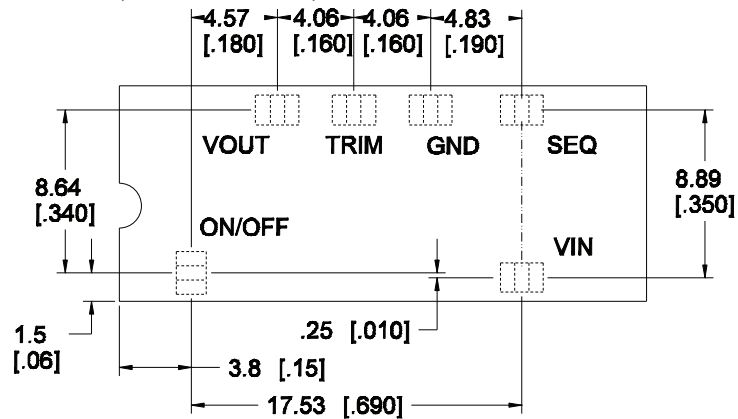 4.57 4.06 4.06 4.83
[.180] [.160] [.160] [.190]
VOUT TRIM GND SEQ
8.64
[.340]
8.89
[.350]
ON/OFF
VIN
1.5
[.06]
.25 [.010]
3.8 [.15]
17.53 [.690]